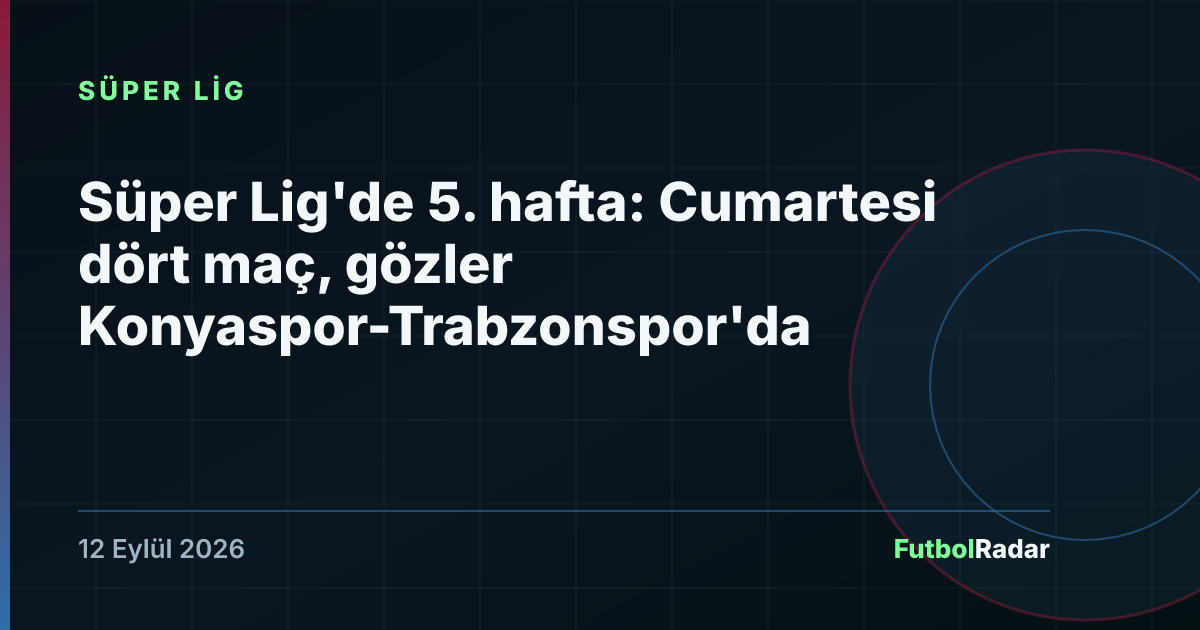 SÜPER LİG
Süper Lig'de 5. hafta: Cumartesi
dört maç, gözler
Konyaspor-Trabzonspor'da
12 Eylül 2026
FutbolRadar